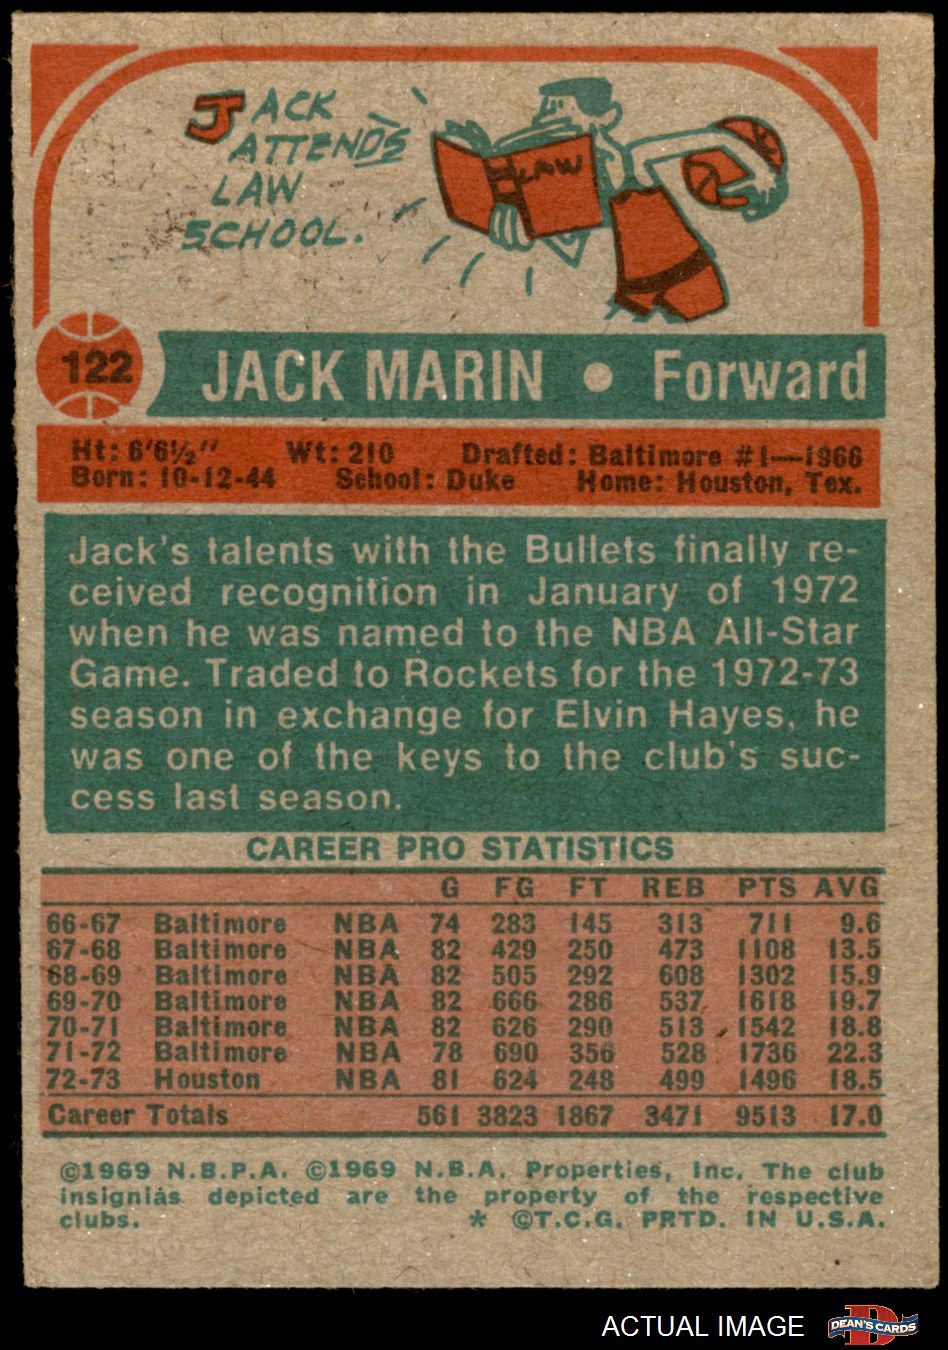 JACK
ATTENDS
LAW
SCHOOL.
LAW
122
JACK MARIN • Forward
Ht: 6'6½" Wt: 210 Drafted: Baltimore #1—1966
Born: 10-12-44 School: Duke Home: Houston, Tex.
Jack's talents with the Bullets finally re-
ceived recognition in January of 1972
when he was named to the NBA All-Star
Game. Traded to Rockets for the 1972-73
season in exchange for Elvin Hayes, he
was one of the keys to the club's suc-
cess last season.
CAREER PRO STATISTICS
G FG FT REB PTS AVG
66-67 Baltimore NBA 74 283 145 313 711 9.6
67-68 Baltimore NBA 82 429 250 473 1108 13.5
68-69 Baltimore NBA 82 505 292 608 1302 15.9
69-70 Baltimore NBA 82 666 286 537 1618 19.7
70-71 Baltimore NBA 82 626 290 513 1542 18.8
71-72 Baltimore NBA 78 690 356 528 1736 22.3
72-73 Houston NBA 81 624 248 499 1496 18.5
Career Totals 561 3823 1867 3471 9513 17.0
©1969 N.B.P.A. ©1969 N.B.A. Properties, Inc. The club
insignias depicted are the property of the respective
clubs. * ©T.C.G. PRTD. IN U.S.A.
ACTUAL IMAGE
D
DEAN'S CARDS